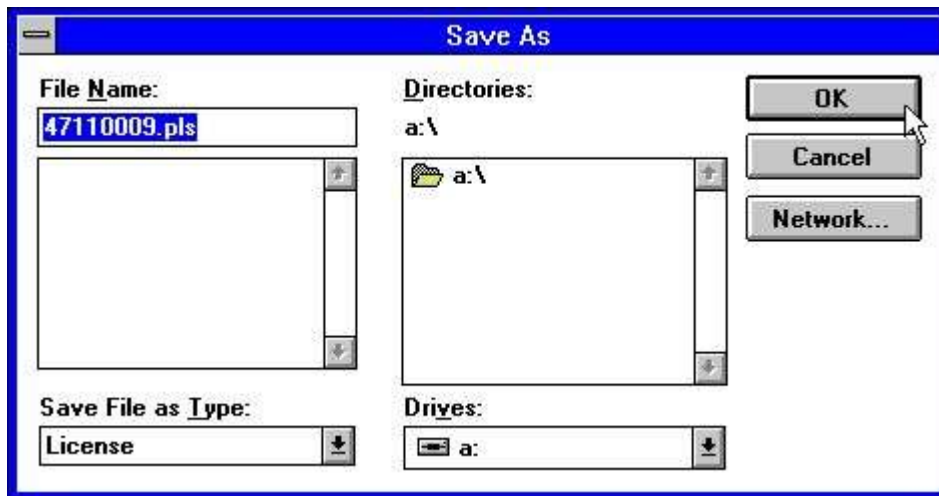 Save As
File Name:
47110009.pls
Directories:
a:\
a:\
OK
Cancel
Network...
Save File as Type:
License
Drives:
a: